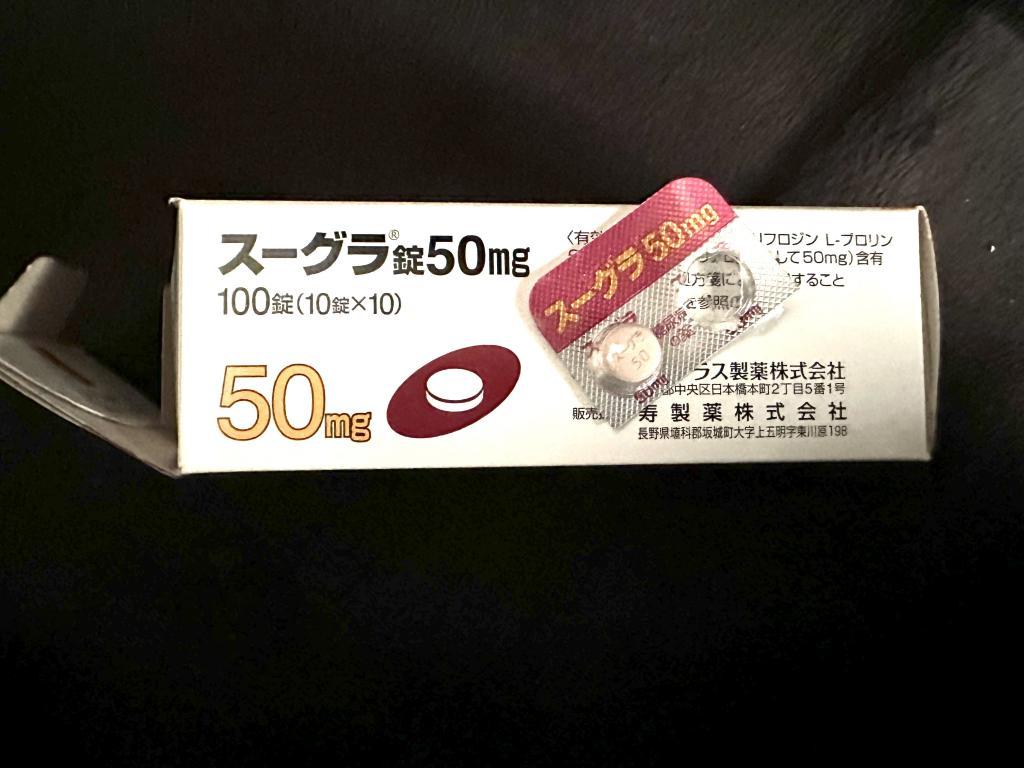 スーグラ®錠50mg
100錠(10錠×10)
50mg
〈有効
リフロジン L-プロリン
して50mg)含有
すること
を参照
ラス製薬株式会社
中央区日本橋本町2丁目5番1号
販売
寿製薬株式会社
長野県埴科郡坂城町大字上五明字東川原198
スーグラ50mg
スーグラ
50
50mg